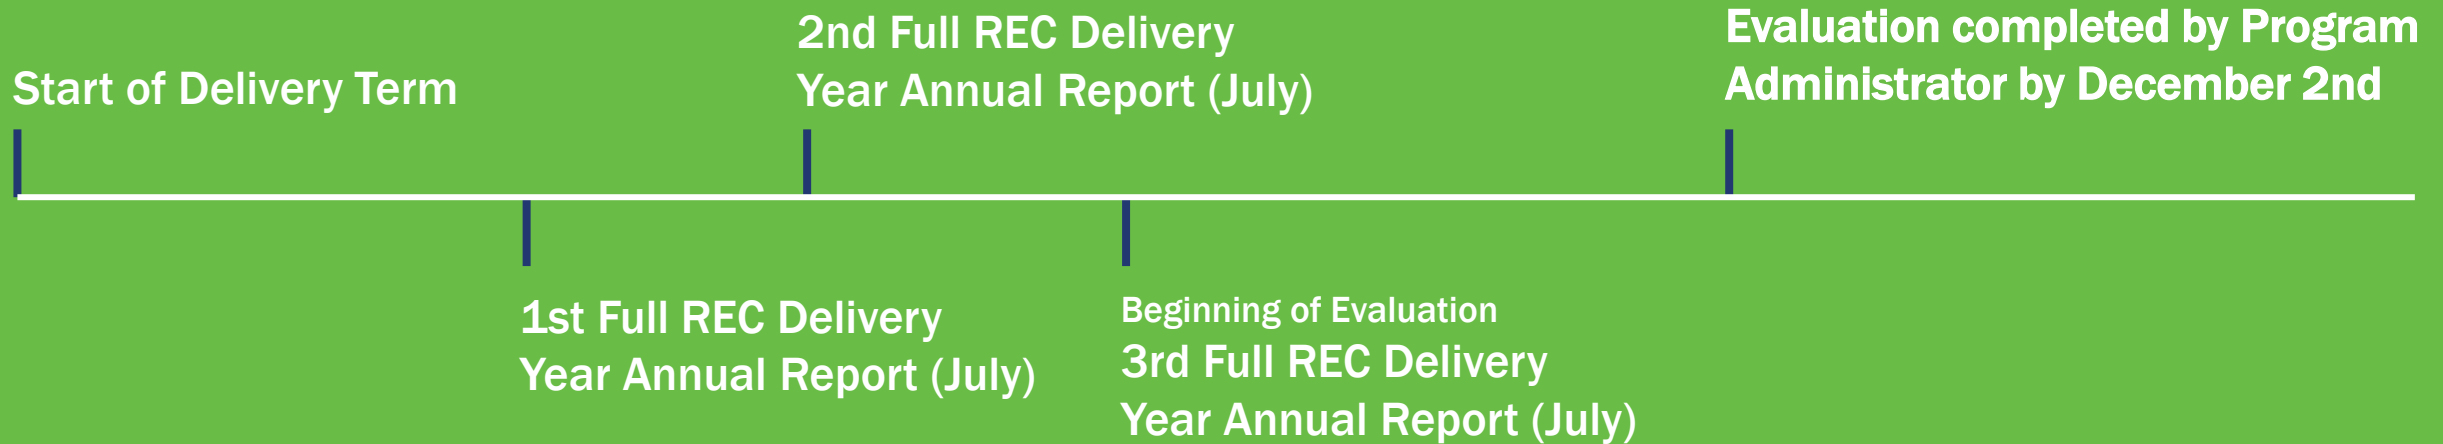 Start of Delivery Term
2nd Full REC Delivery
Year Annual Report (July)
Evaluation completed by Program
Administrator by December 2nd
1st Full REC Delivery
Year Annual Report (July)
Beginning of Evaluation
3rd Full REC Delivery
Year Annual Report (July)